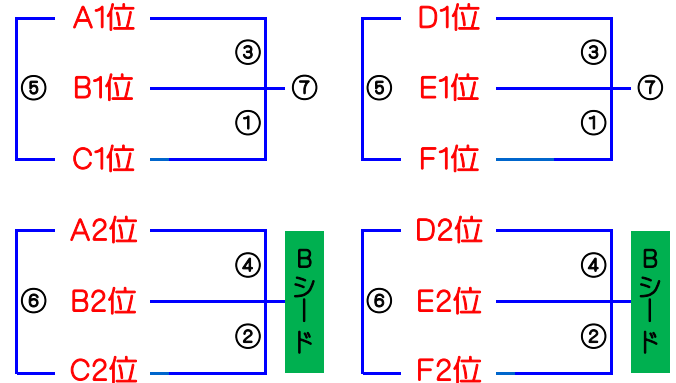 A1位 D1位
③ ③
⑤ B1位 ⑦ ⑤ E1位 ⑦
① ①
C1位 F1位
A2位 D2位
④ ④
⑥ B2位 Bシード ⑥ E2位 Bシード
② ②
C2位 F2位